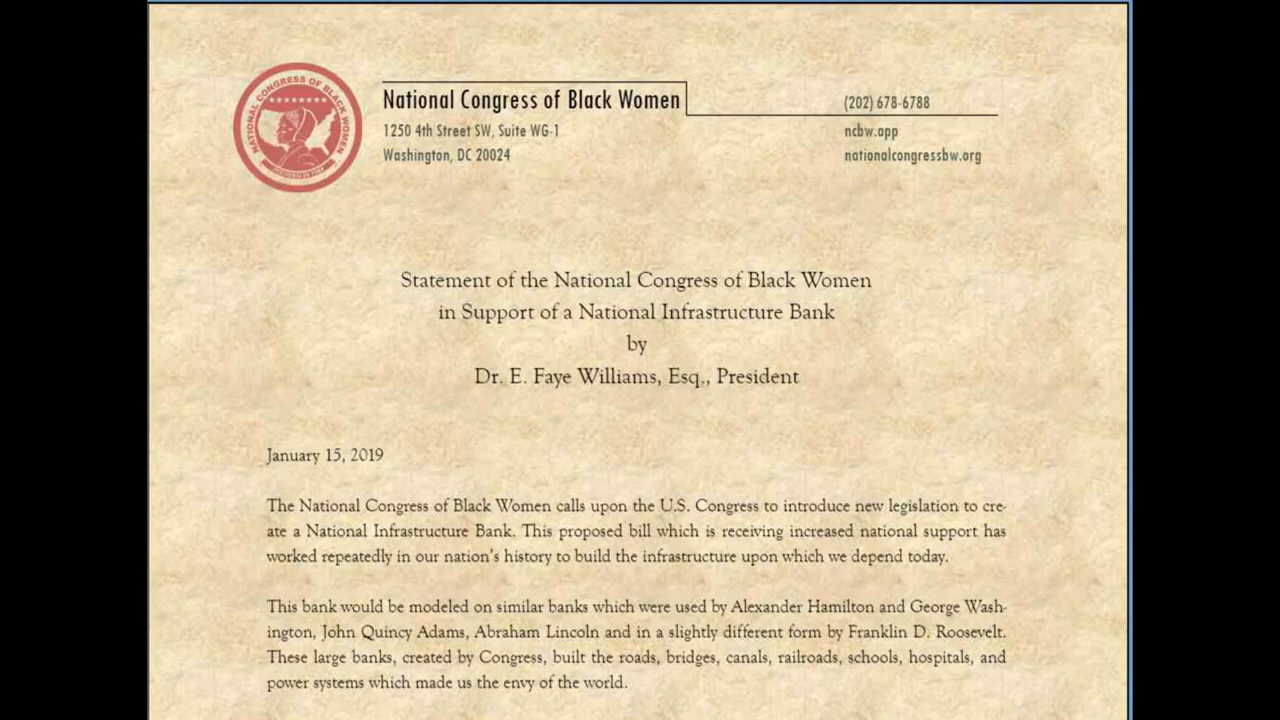 NATIONAL CONGRESS OF BLACK WOMEN
National Congress of Black Women
1250 4th Street SW, Suite WG-1
Washington, DC 20024
(202) 678-6788
ncbw.app
nationalcongressbw.org
Statement of the National Congress of Black Women
in Support of a National Infrastructure Bank
by
Dr. E. Faye Williams, Esq., President
January 15, 2019
The National Congress of Black Women calls upon the U.S. Congress to introduce new legislation to cre-
ate a National Infrastructure Bank. This proposed bill which is receiving increased national support has
worked repeatedly in our nation's history to build the infrastructure upon which we depend today.
This bank would be modeled on similar banks which were used by Alexander Hamilton and George Wash-
ington, John Quincy Adams, Abraham Lincoln and in a slightly different form by Franklin D. Roosevelt.
These large banks, created by Congress, built the roads, bridges, canals, railroads, schools, hospitals, and
power systems which made us the envy of the world.